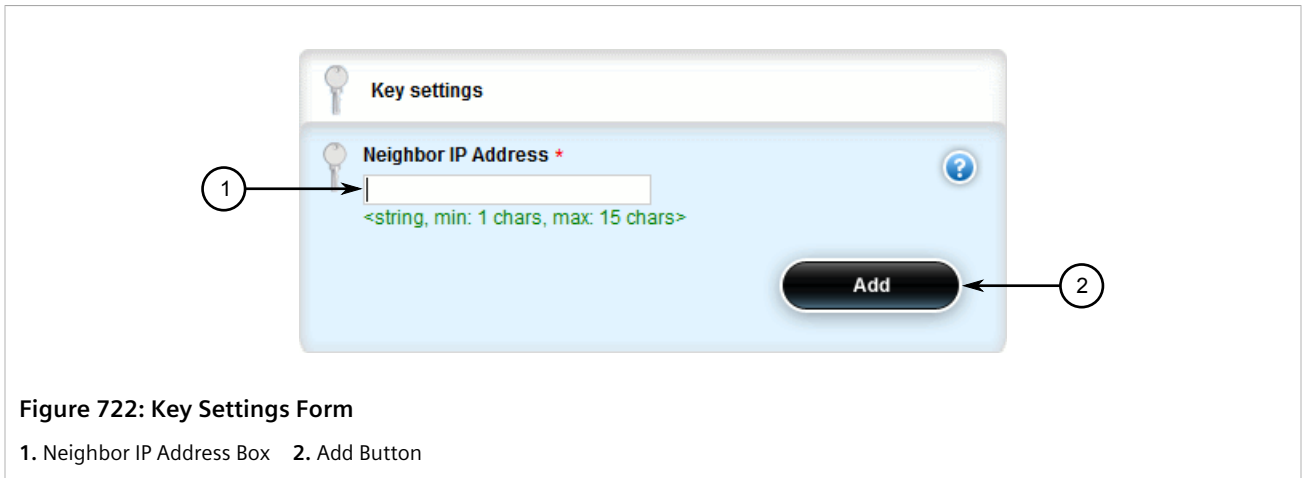 Key settings
Neighbor IP Address *
?
1
<string, min: 1 chars, max: 15 chars>
Add
2
Figure 722: Key Settings Form
1. Neighbor IP Address Box 2. Add Button